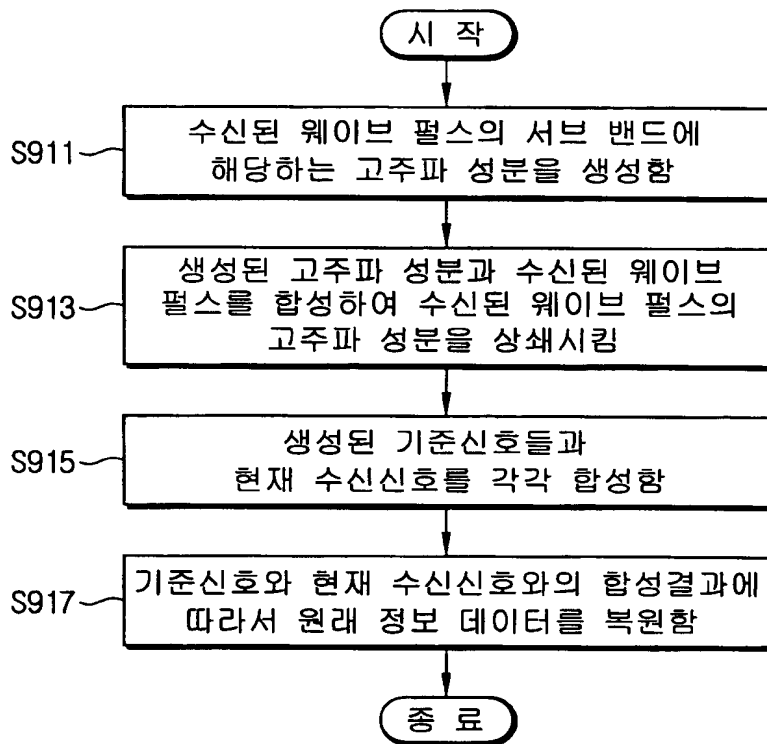 시 작
S911
수신된 웨이브 펄스의 서브 밴드에
해당하는 고주파 성분을 생성함
S913
생성된 고주파 성분과 수신된 웨이브
펄스를 합성하여 수신된 웨이브 펄스의
고주파 성분을 상쇄시킴
S915
생성된 기준신호들과
현재 수신신호를 각각 합성함
S917
기준신호와 현재 수신신호와의 합성결과에
따라서 원래 정보 데이터를 복원함
종 료